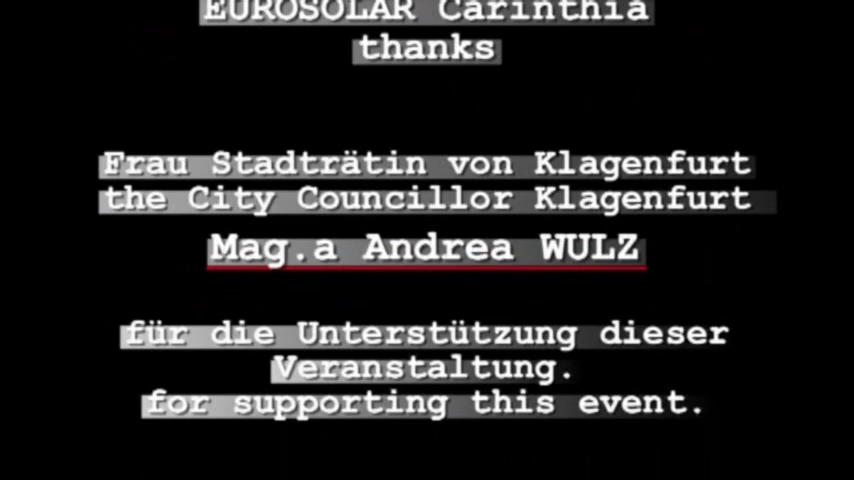 EUROSOLAR Carinthia
thanks
Frau Stadträtin von Klagenfurt
the City Councillor Klagenfurt
Mag.a Andrea WULZ
für die Unterstützung dieser
Veranstaltung.
for supporting this event.